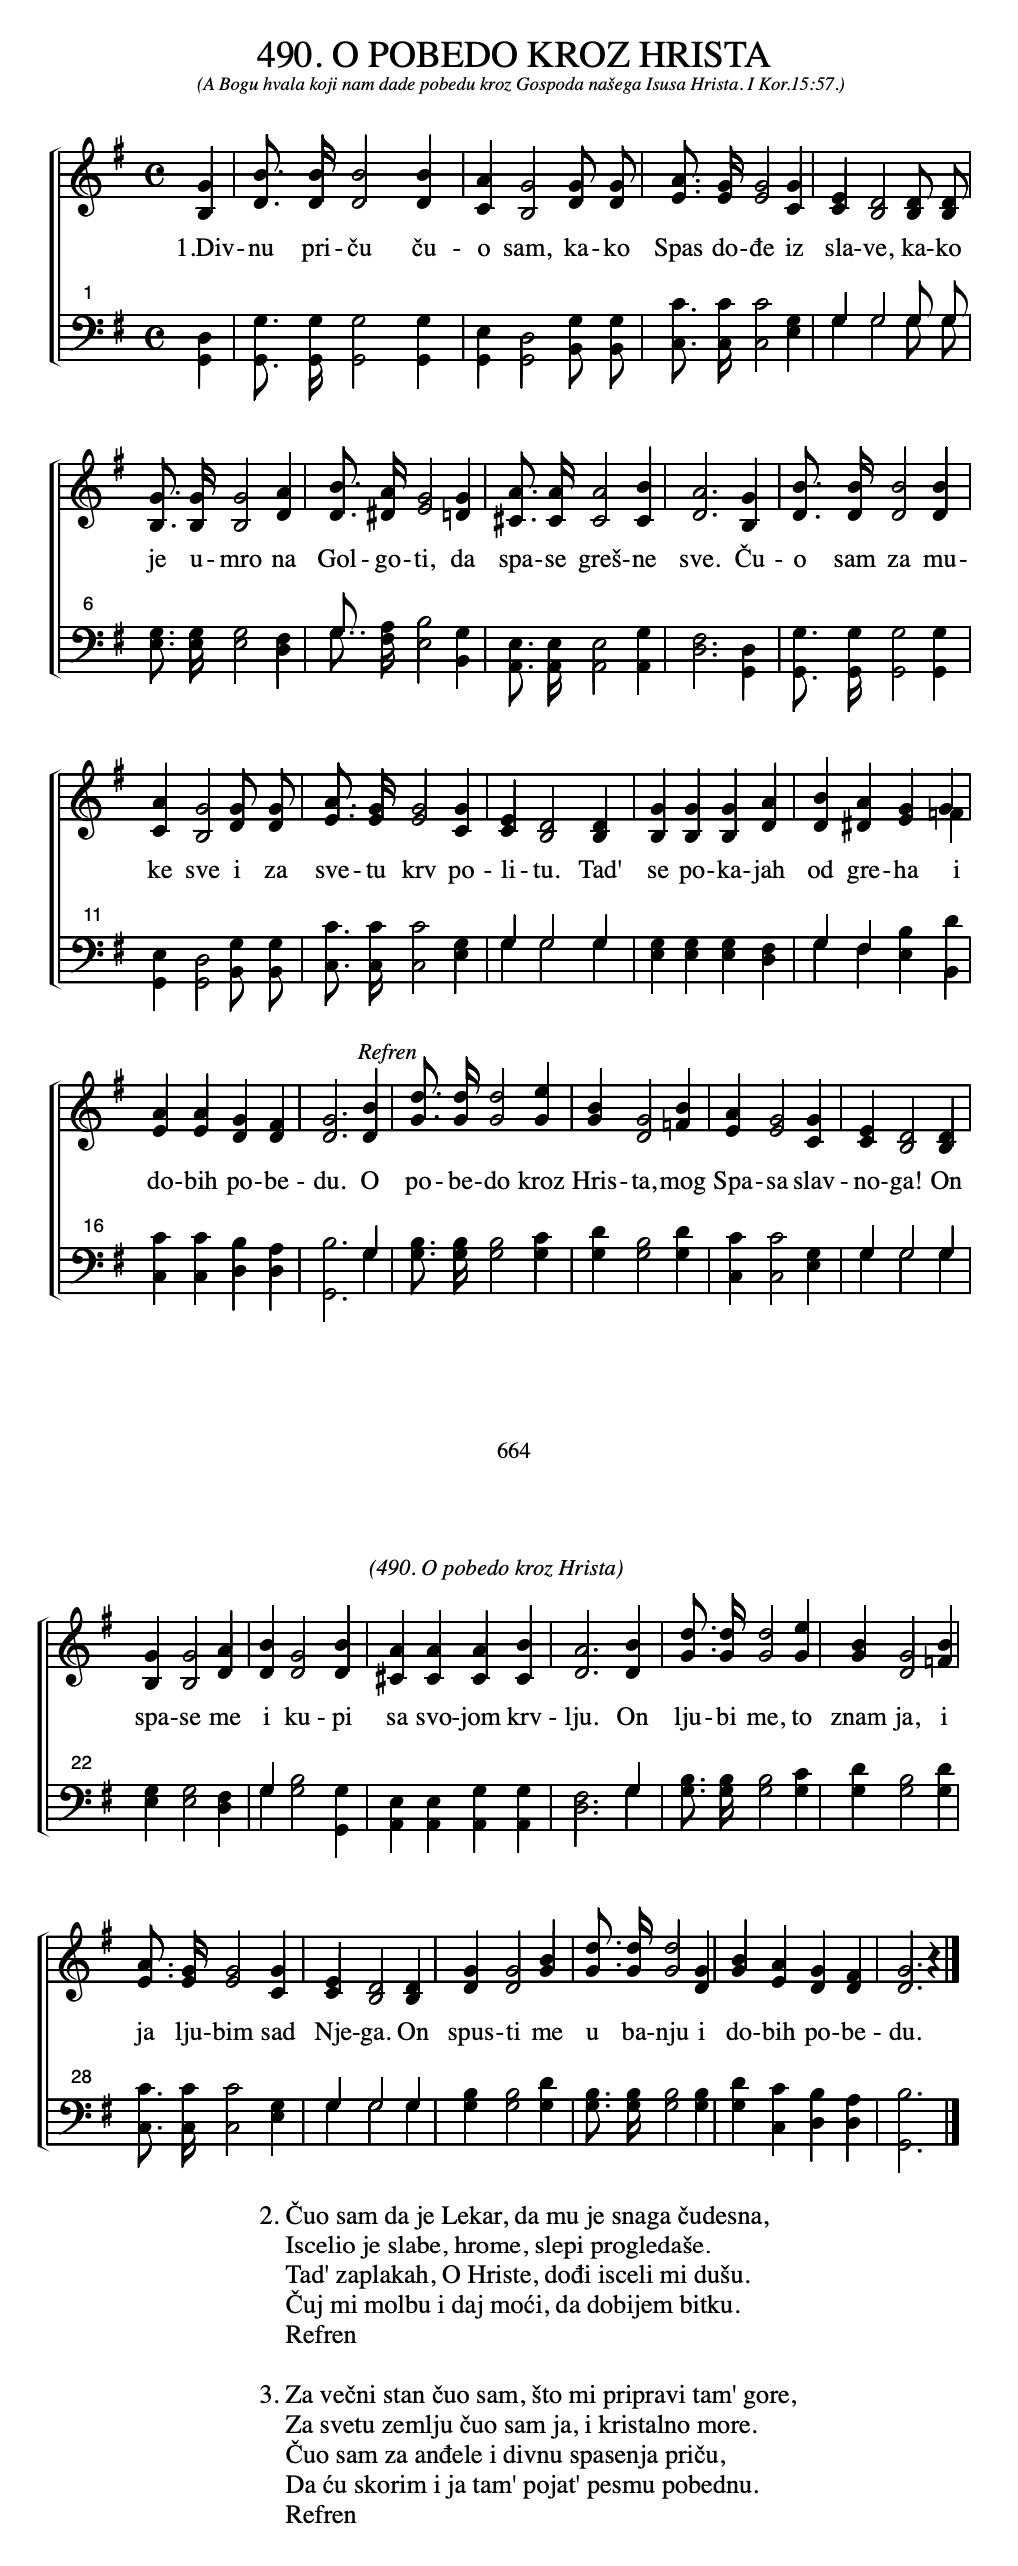 490. O POBEDO KROZ HRISTA
(A Bogu hvala koji nam dade pobedu kroz Gospoda našega Isusa Hrista. I Kor.15:57.)
1.Div-nu pri-ču ču-o sam, ka-ko Spas do-đe iz sla-ve, ka-ko
1
je u-mro na Gol-go-ti, da spa-se greš-ne sve. Ču-o sam za mu-
6
ke sve i za sve-tu krv po-li-tu. Tad' se po-ka-jah od gre-ha i
11
Refren
do-bih po-be-du. O po-be-do kroz Hris-ta,mog Spa-sa slav-no-ga! On
16
664
(490. O pobedo kroz Hrista)
spa-se me i ku-pi sa svo-jom krv-lju. On lju-bi me, to znam ja, i
22
ja lju-bim sad Nje-ga. On spus-ti me u ba-nju i do-bih po-be-du.
28
2. Čuo sam da je Lekar, da mu je snaga čudesna,
Iscelio je slabe, hrome, slepi progledaše.
Tad' zaplakah, O Hriste, dođi isceli mi dušu.
Čuj mi molbu i daj moći, da dobijem bitku.
Refren
3. Za večni stan čuo sam, što mi pripravi tam' gore,
Za svetu zemlju čuo sam ja, i kristalno more.
Čuo sam za anđele i divnu spasenja priču,
Da ću skorim i ja tam' pojat' pesmu pobednu.
Refren